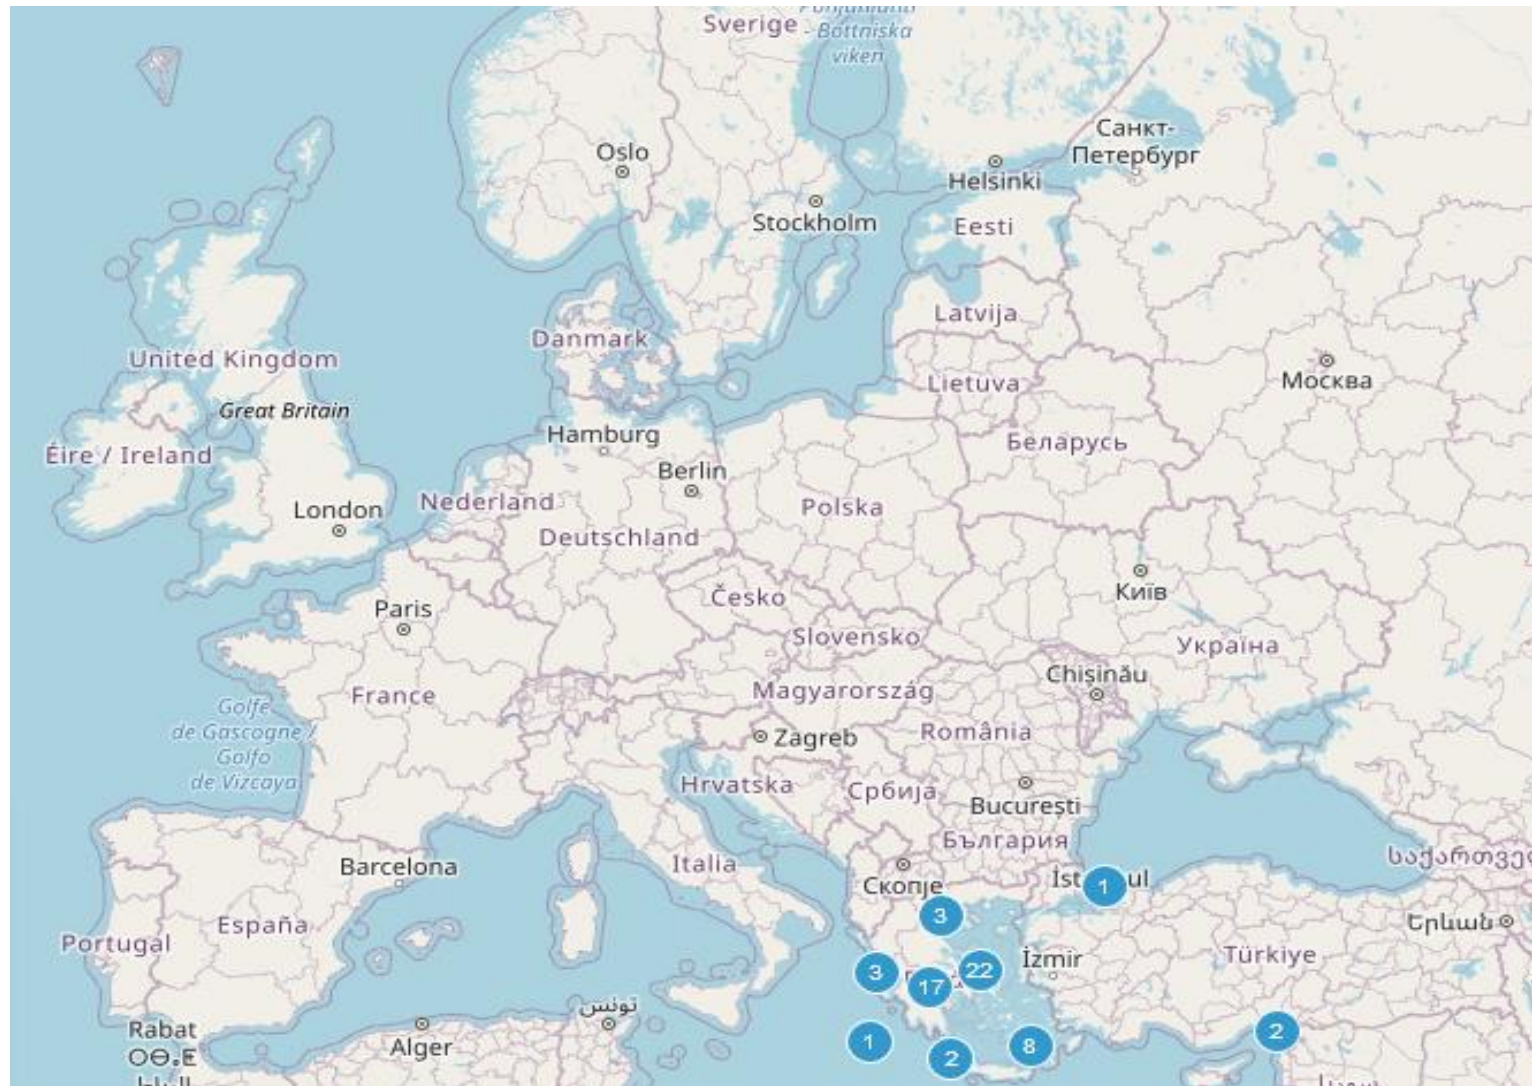 Sverige
- Bottniska
viken
Oslo
Санкт-
Петербург
Helsinki
Stockholm
Eesti
Latvija
Danmark
United Kingdom
Москва
Lietuva
Great Britain
Hamburg
Беларусь
Éire / Ireland
Berlin
Nederland
Polska
London
Deutschland
Київ
Česko
Paris
Slovensko
Україна
Chișinău
France
Magyarország
Golfe
de Gascogne /
Golfo
de Vizcaya
România
Zagreb
Hrvatska
Србија
București
България
Italia
Barcelona
Скопје
1
3
España
Portugal
Երևան
Türkiye
İzmir
3
22
17
تونس
Rabat
Alger
1
2
8
2